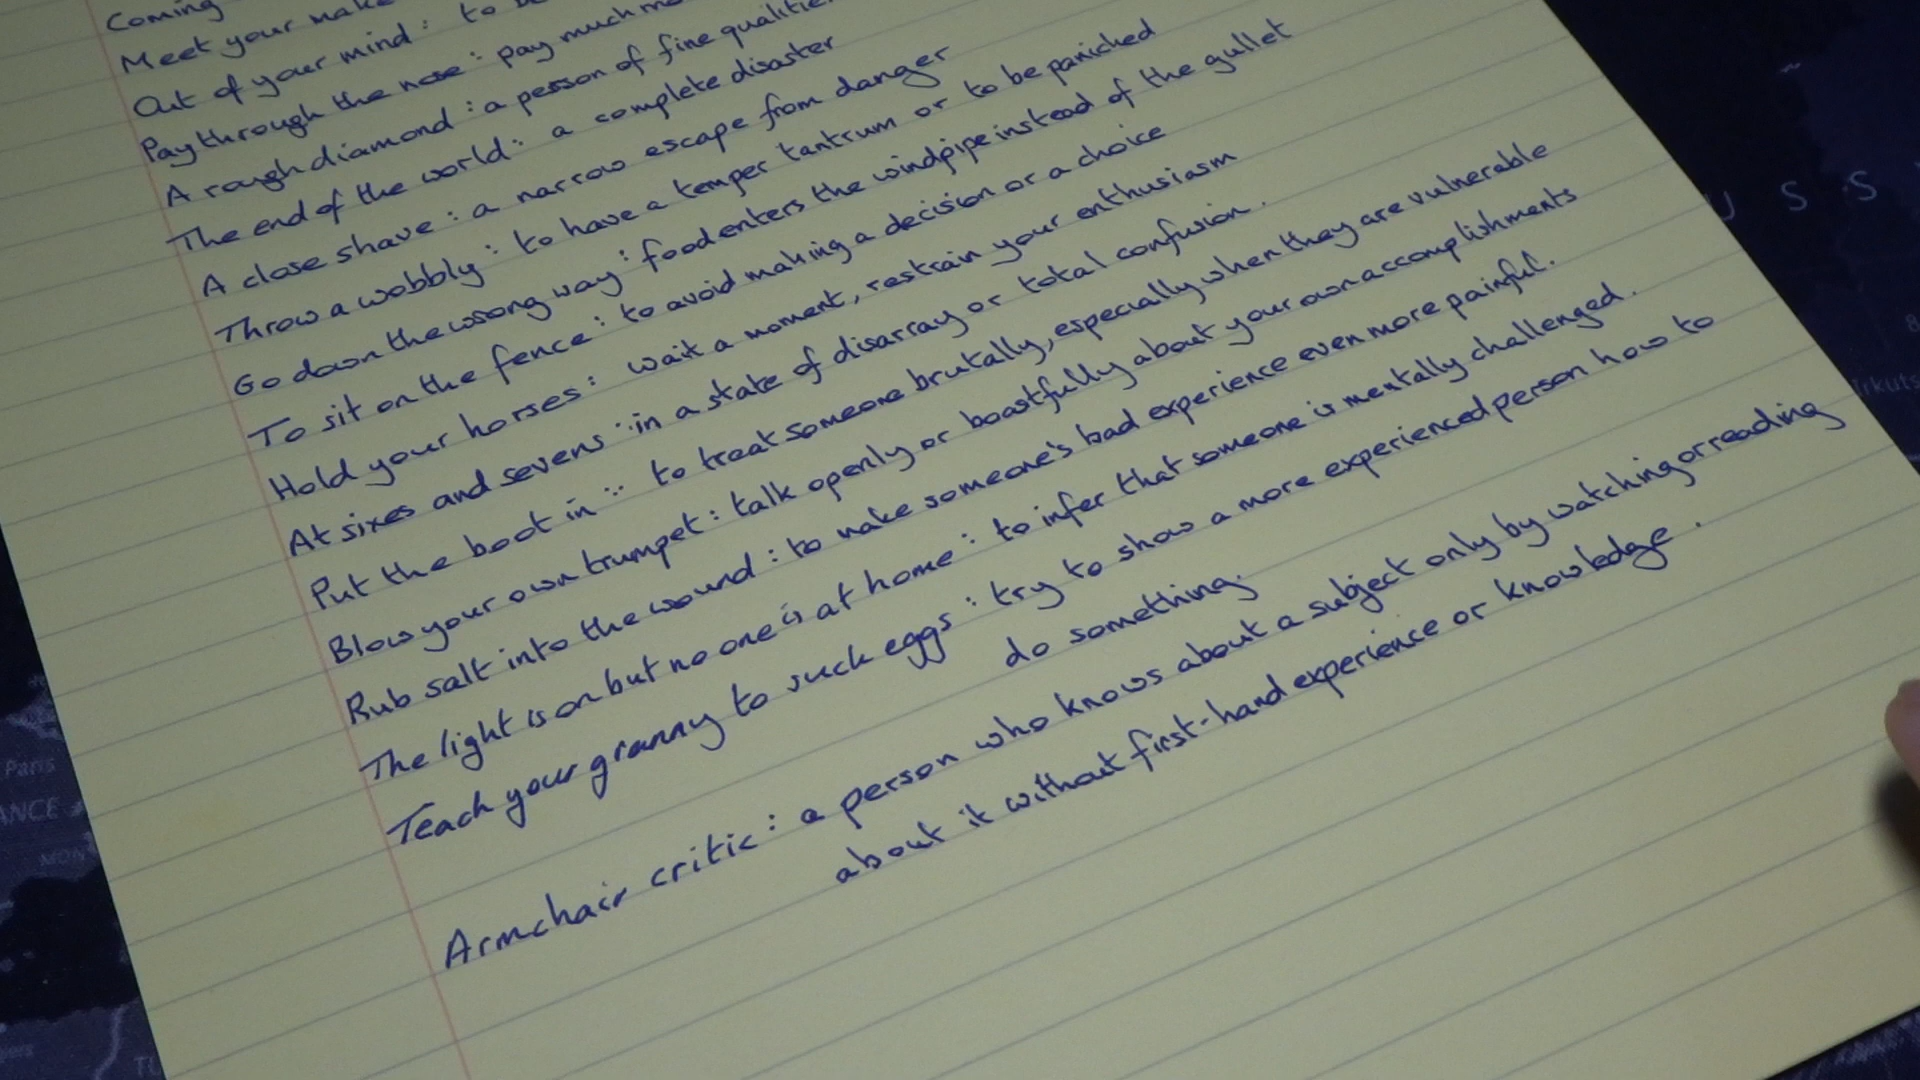 Coming
Meet your make
Out of your mind : to be
Pay through the nose : pay much mo
A rough diamond : a person of fine qualitie
The end of the world : a complete disaster
A close shave : a narrow escape from danger
Throw a wobbly : to have a temper tantrum or to be panicked
Go down the wrong way : food enters the windpipe instead of the gullet
To sit on the fence : to avoid making a decision or a choice
Hold your horses : wait a moment, restrain your enthusiasm
At sixes and sevens : in a state of disarray or total confusion.
Put the boot in : to treat someone brutally, especially when they are vulnerable
Blow your own trumpet : talk openly or boastfully about your own accomplishments
Rub salt into the wound : to make someone's bad experience even more painful.
The light is on but no one is at home : to infer that someone is mentally challenged.
Teach your granny to suck eggs : try to show a more experienced person how to
do something.
Armchair critic : a person who knows about a subject only by watching or reading
about it without first-hand experience or knowledge.
U S S
Irkuts
8
Paris
ANCE
MON